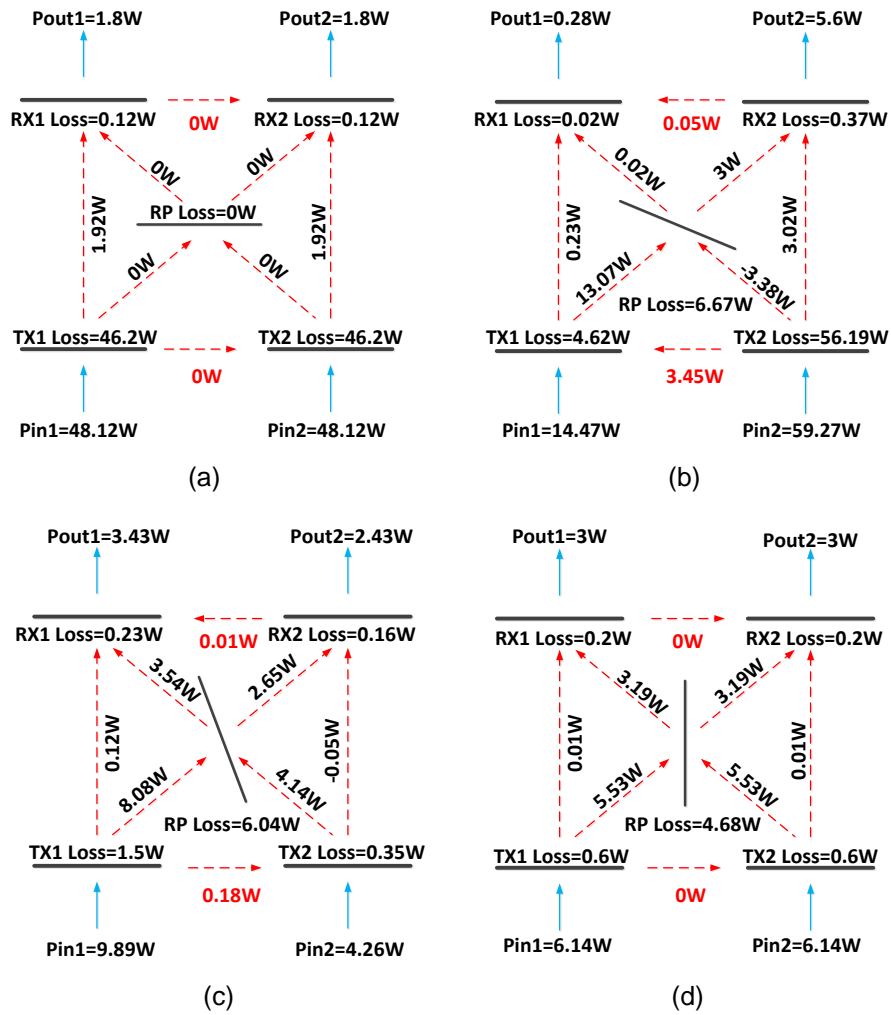 Pout1=1.8W Pout2=1.8W
RX1 Loss=0.12W RX2 Loss=0.12W
0W
0W 0W
1.92W RP Loss=0W 1.92W
0W 0W
TX1 Loss=46.2W TX2 Loss=46.2W
0W
Pin1=48.12W Pin2=48.12W
(a)
Pout1=0.28W Pout2=5.6W
RX1 Loss=0.02W RX2 Loss=0.37W
0.05W
0.02W 3W
0.23W 3.02W
13.07W -3.38W
RP Loss=6.67W
TX1 Loss=4.62W TX2 Loss=56.19W
3.45W
Pin1=14.47W Pin2=59.27W
(b)
Pout1=3.43W Pout2=2.43W
RX1 Loss=0.23W RX2 Loss=0.16W
0.01W
3.54W 2.65W
0.12W -0.05W
8.08W 4.14W
RP Loss=6.04W
TX1 Loss=1.5W TX2 Loss=0.35W
0.18W
Pin1=9.89W Pin2=4.26W
(c)
Pout1=3W Pout2=3W
RX1 Loss=0.2W RX2 Loss=0.2W
0W
3.19W 3.19W
0.01W 0.01W
5.53W 5.53W
RP Loss=4.68W
TX1 Loss=0.6W TX2 Loss=0.6W
0W
Pin1=6.14W Pin2=6.14W
(d)